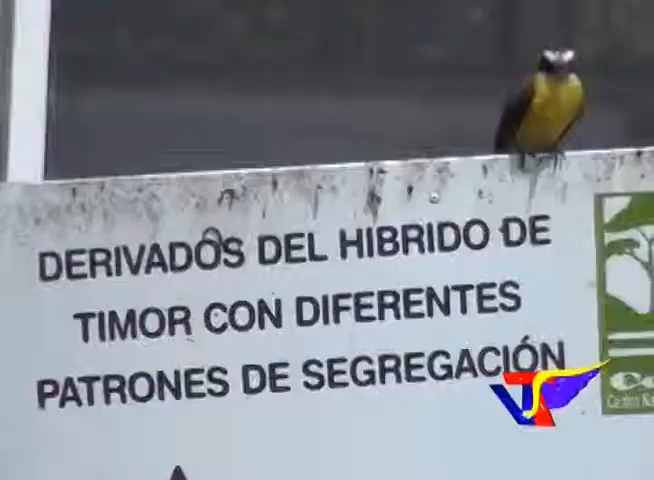 DERIVADOS DEL HIBRIDO DE
TIMOR CON DIFERENTES
PATRONES DE SEGREGACIÓN